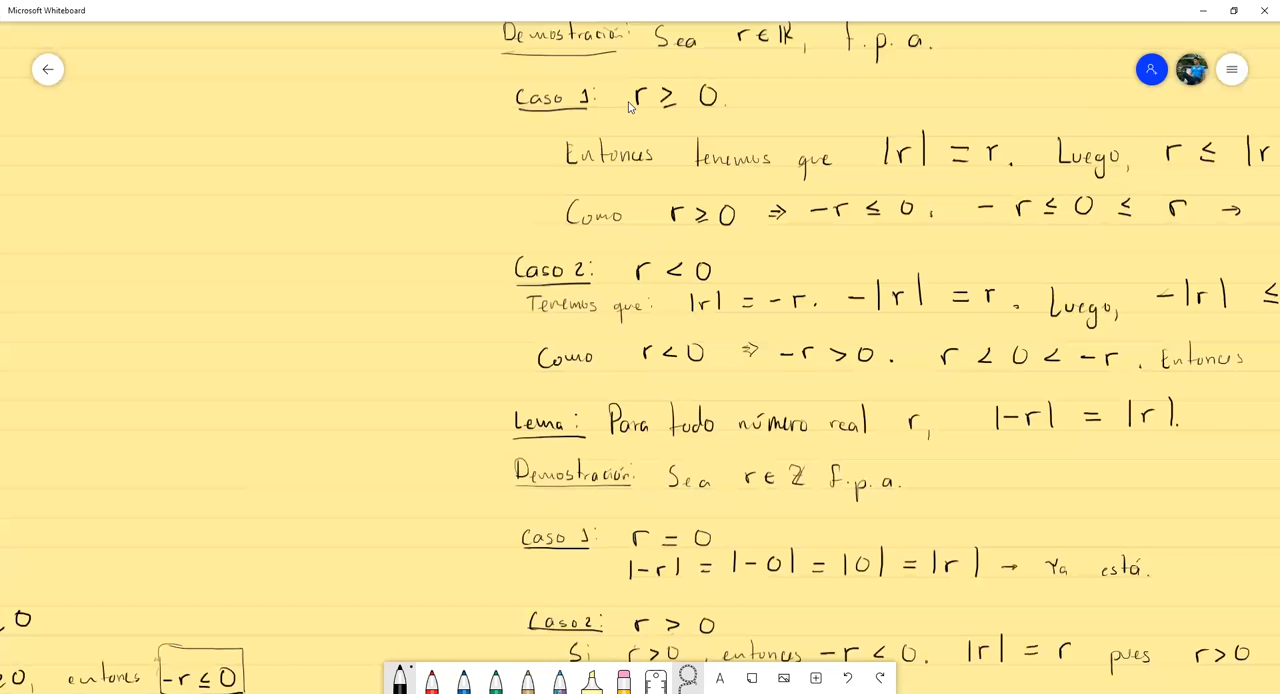 Microsoft Whiteboard
Demostración: Sea r ∈ ℝ, f.p.a.
Caso 1: r ≥ 0.
Entonces tenemos que |r| = r. Luego, r ≤ |r
Como r ≥ 0 ⇒ -r ≤ 0. -r ≤ 0 ≤ r →
Caso 2: r < 0
Tenemos que: |r| = -r. -|r| = r. Luego, -|r| ≤
Como r < 0 ⇒ -r > 0. r < 0 < -r. Entonces
Lema: Para todo número real r, |-r| = |r|.
Demostración: Sea r ∈ ℤ f.p.a.
Caso 1: r = 0
|-r| = |-0| = |0| = |r| → Ya está.
Caso 2: r > 0
Si r > 0, entonces -r < 0. |r| = r pues r > 0
< 0
≥ 0, entonces -r ≤ 0